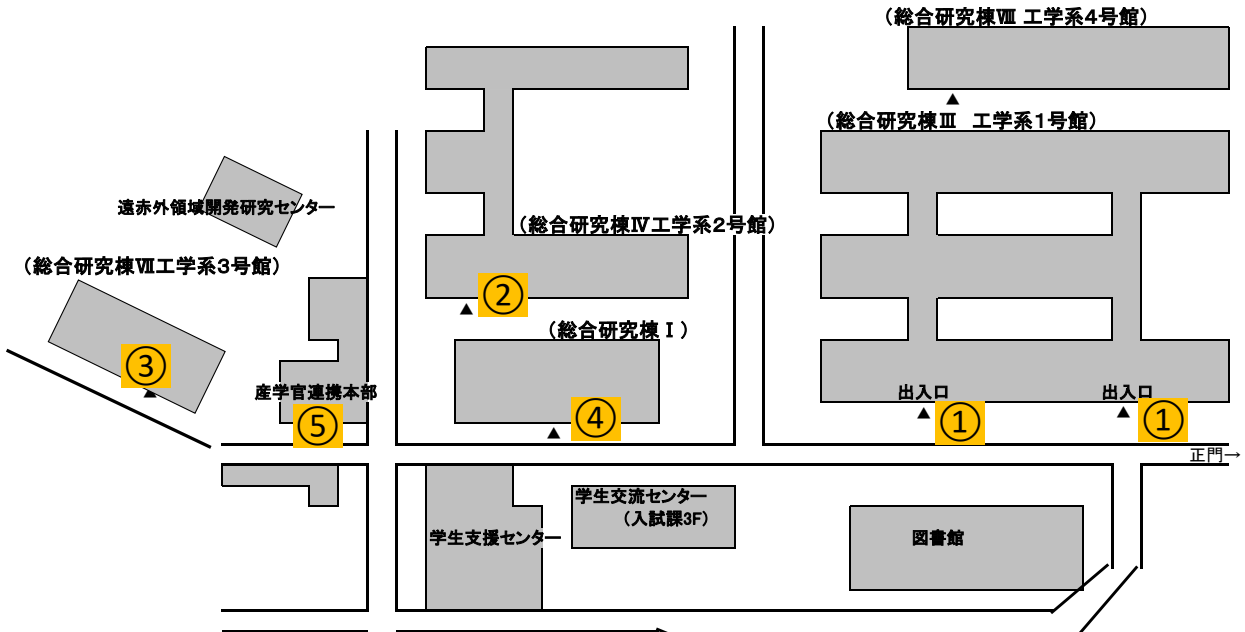 （総合研究棟Ⅷ 工学系4号館）
（総合研究棟Ⅲ　工学系1号館）
遠赤外領域開発研究センター
（総合研究棟Ⅳ工学系2号館）
（総合研究棟Ⅶ工学系3号館）
②
（総合研究棟Ⅰ）
③
産学官連携本部
出入口
出入口
⑤
④
①
①
正門→
学生交流センター
（入試課3F）
学生支援センター
図書館